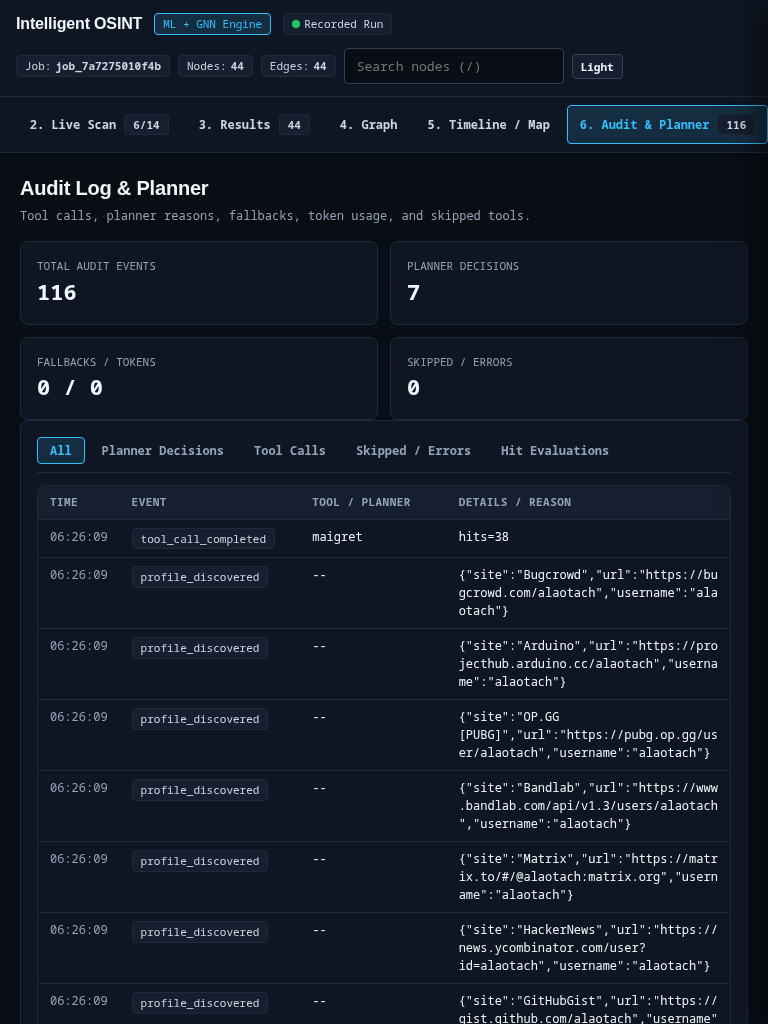 Intelligent OSINT ML + GNN Engine Recorded Run
Job: job_7a7275010f4b Nodes: 44 Edges: 44 Search nodes (/) Light
2. Live Scan 6/14 3. Results 44 4. Graph 5. Timeline / Map 6. Audit & Planner 116
Audit Log & Planner
Tool calls, planner reasons, fallbacks, token usage, and skipped tools.
TOTAL AUDIT EVENTS
116
PLANNER DECISIONS
7
FALLBACKS / TOKENS
0 / 0
SKIPPED / ERRORS
0
All Planner Decisions Tool Calls Skipped / Errors Hit Evaluations
TIME EVENT TOOL / PLANNER DETAILS / REASON
06:26:09 tool_call_completed maigret hits=38
06:26:09 profile_discovered -- {"site":"Bugcrowd","url":"https://bu
gcrowd.com/alaotach","username":"ala
otach"}
06:26:09 profile_discovered -- {"site":"Arduino","url":"https://pro
jecthub.arduino.cc/alaotach","userna
me":"alaotach"}
06:26:09 profile_discovered -- {"site":"OP.GG
[PUBG]","url":"https://pubg.op.gg/us
er/alaotach","username":"alaotach"}
06:26:09 profile_discovered -- {"site":"Bandlab","url":"https://www
.bandlab.com/api/v1.3/users/alaotach
","username":"alaotach"}
06:26:09 profile_discovered -- {"site":"Matrix","url":"https://matr
ix.to/#/@alaotach:matrix.org","usern
ame":"alaotach"}
06:26:09 profile_discovered -- {"site":"HackerNews","url":"https://
news.ycombinator.com/user?
id=alaotach","username":"alaotach"}
06:26:09 profile_discovered -- {"site":"GitHubGist","url":"https://
gist.github.com/alaotach","username"